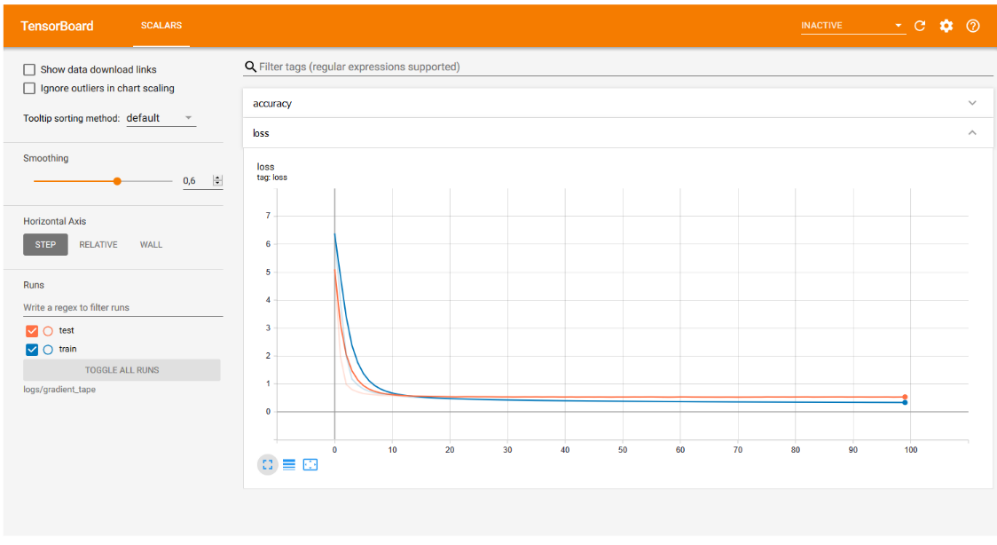 TensorBoard
SCALARS
INACTIVE
Show data download links
Ignore outliers in chart scaling
Tooltip sorting method: default
Smoothing
0,6
Horizontal Axis
STEP RELATIVE WALL
Runs
Write a regex to filter runs
test
train
TOGGLE ALL RUNS
logs/gradient_tape
Filter tags (regular expressions supported)
accuracy
loss
loss
tag: loss
7
6
5
4
3
2
1
0
0 10 20 30 40 50 60 70 80 90 100